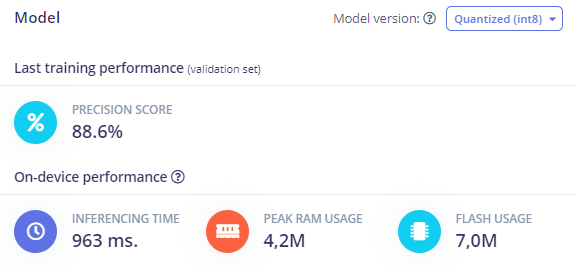 Model
Model version: Quantized (int8)
Last training performance (validation set)
PRECISION SCORE
88.6%
On-device performance
INFERENCING TIME
963 ms.
PEAK RAM USAGE
4,2M
FLASH USAGE
7,0M